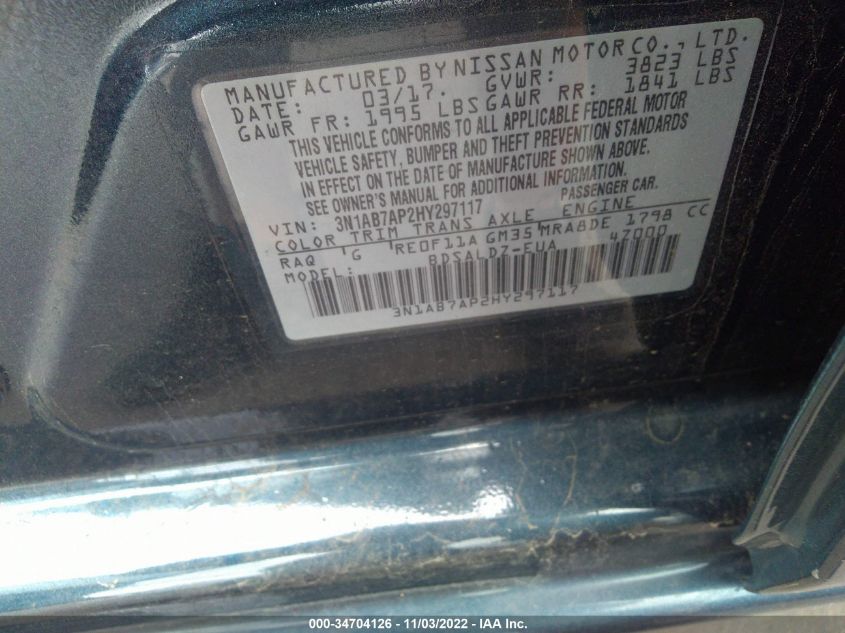 MANUFACTURED BY NISSAN MOTOR CO., LTD.
DATE: 03/17. GVWR: 3823 LBS
GAWR FR: 1995 LBS GAWR RR: 1841 LBS
THIS VEHICLE CONFORMS TO ALL APPLICABLE FEDERAL MOTOR
VEHICLE SAFETY, BUMPER AND THEFT PREVENTION STANDARDS
IN EFFECT ON THE DATE OF MANUFACTURE SHOWN ABOVE.
SEE OWNER'S MANUAL FOR ADDITIONAL INFORMATION.
VIN: 3N1AB7AP2HY297117 PASSENGER CAR.
COLOR TRIM TRANS AXLE ENGINE
RAQ G RE0F11A GM35 MRA8DE 1798 CC
MODEL: BDSALDZ-EUA 47000
3N1AB7AP2HY297117
000-34704126 - 11/03/2022 - IAA Inc.